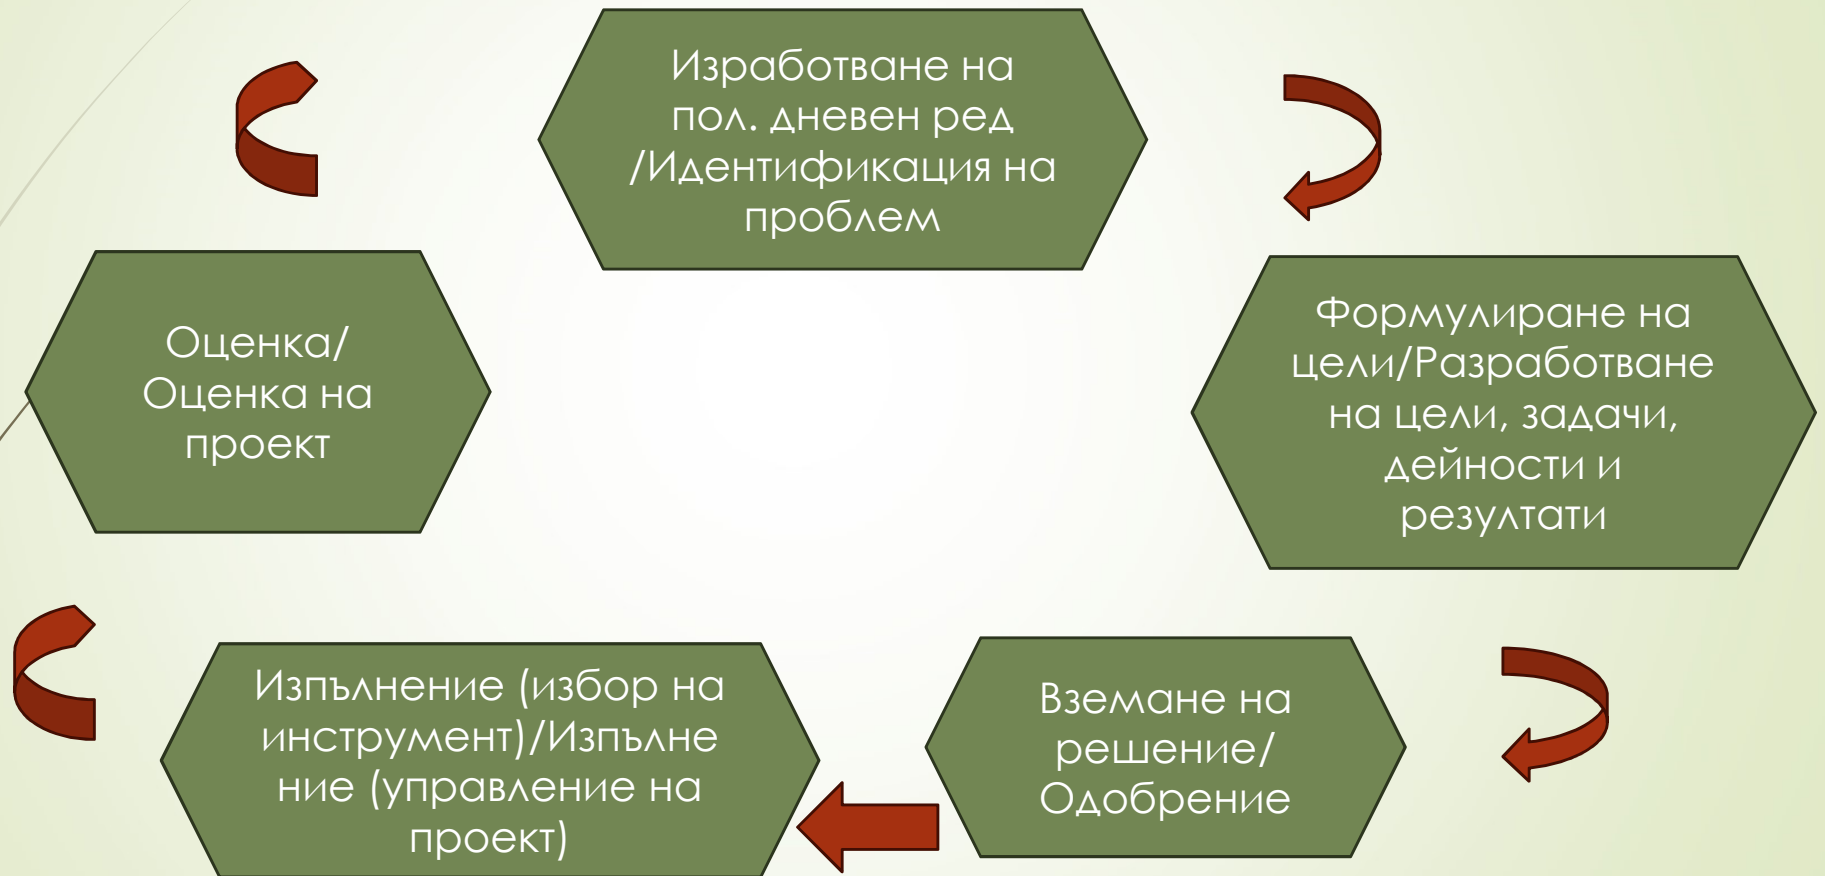 Изработване на
пол. дневен ред
/Идентификация на
проблем
Формулиране на
цели/Разработване
на цели, задачи,
дейности и
резултати
Вземане на
решение/
Одобрение
Изпълнение (избор на
инструмент)/Изпълне
ние (управление на
проект)
Оценка/
Оценка на
проект